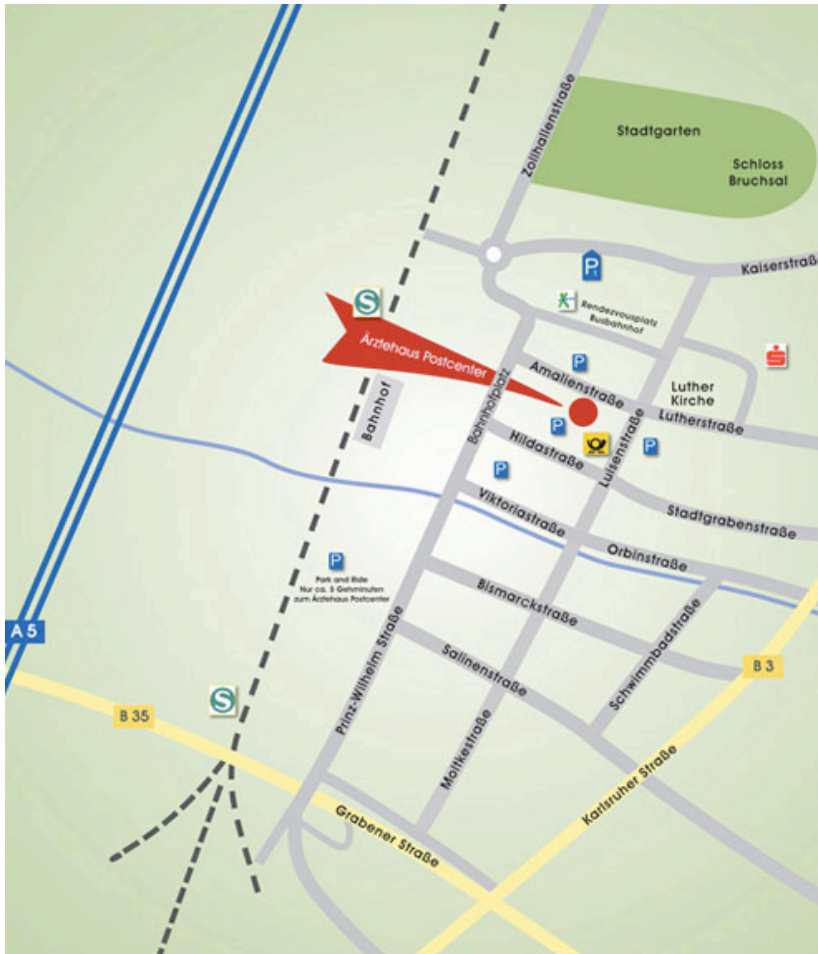 Zollhallenstraße
Stadtgarten
Schloss
Bruchsal
Kaiserstraß
P
S
Rendezvousplatz
Busbahnhof
Ärztehaus Postcenter
P
Amalienstraße
Luther
Kirche
S
Bahnhof
Bahnhofplatz
Lutherstraße
P
Hildastraße
Luisenstraße
P
P
Viktoriastraße
Stadtgrabenstraße
Orbinstraße
P
Park and Ride
Nur ca. 5 Gehminuten
zum Ärztehaus Postcenter
Bismarckstraße
A 5
Prinz-Wilhelm Straße
Salinenstraße
Schwimmbadstraße
B 3
S
B 35
Moltkestraße
Karlsruher Straße
Grabener Straße